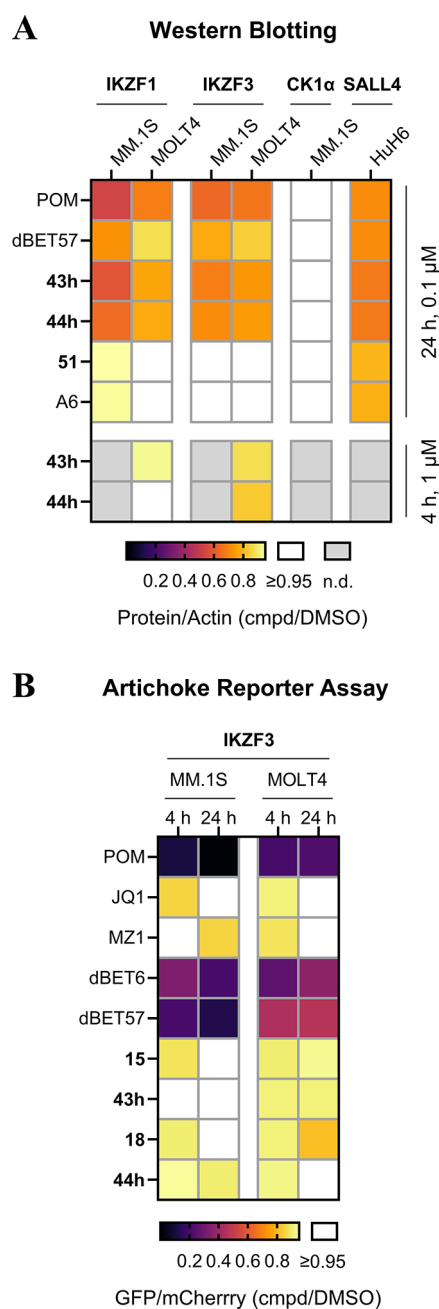 A Western Blotting
IKZF1 IKZF3 CK1α SALL4
MM.1S MOLT4 MM.1S MOLT4 MM.1S HuH6
POM
dBET57
43h
44h
51
A6
24 h, 0.1 µM
43h
44h
4 h, 1 µM
0.2 0.4 0.6 0.8 ≥0.95 n.d.
Protein/Actin (cmpd/DMSO)
B Artichoke Reporter Assay
IKZF3
MM.1S MOLT4
4 h 24 h 4 h 24 h
POM
JQ1
MZ1
dBET6
dBET57
15
43h
18
44h
0.2 0.4 0.6 0.8 ≥0.95
GFP/mCherrry (cmpd/DMSO)